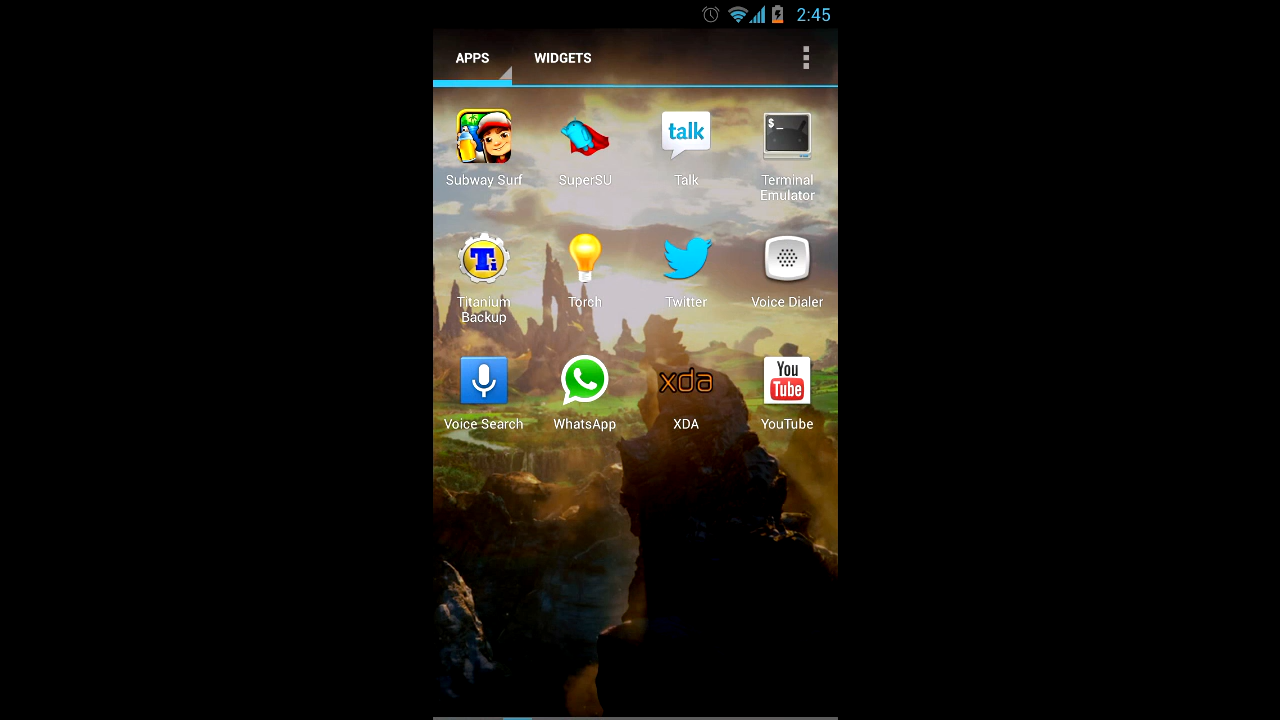 2:45
APPS WIDGETS
$_
talk
Subway Surf SuperSU Talk Terminal
Emulator
Ti
Titanium Torch Twitter Voice Dialer
Backup
xda
You
Tube
Voice Search WhatsApp XDA YouTube